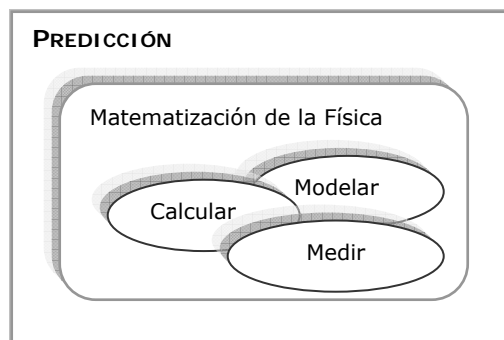 PREDICCIÓN
Matematización de la Física
Modelar
Calcular
Medir